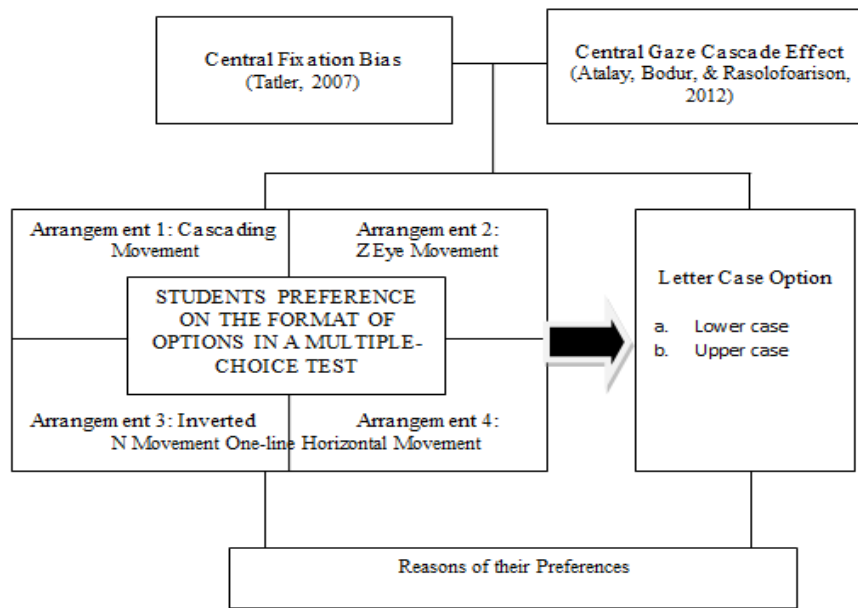 Central Fixation Bias
(Tatler, 2007)
Central Gaze Cascade Effect
(Atalay, Bodur, & Rasolofoarison,
2012)
Arrangement 1: Cascading
Movement
Arrangement 2:
Z Eye Movement
STUDENTS PREFERENCE
ON THE FORMAT OF
OPTIONS IN A MULTIPLE-
CHOICE TEST
Arrangement 3: Inverted
Arrangement 4:
N Movement One-line Horizontal Movement
Letter Case Option
a. Lower case
b. Upper case
Reasons of their Preferences